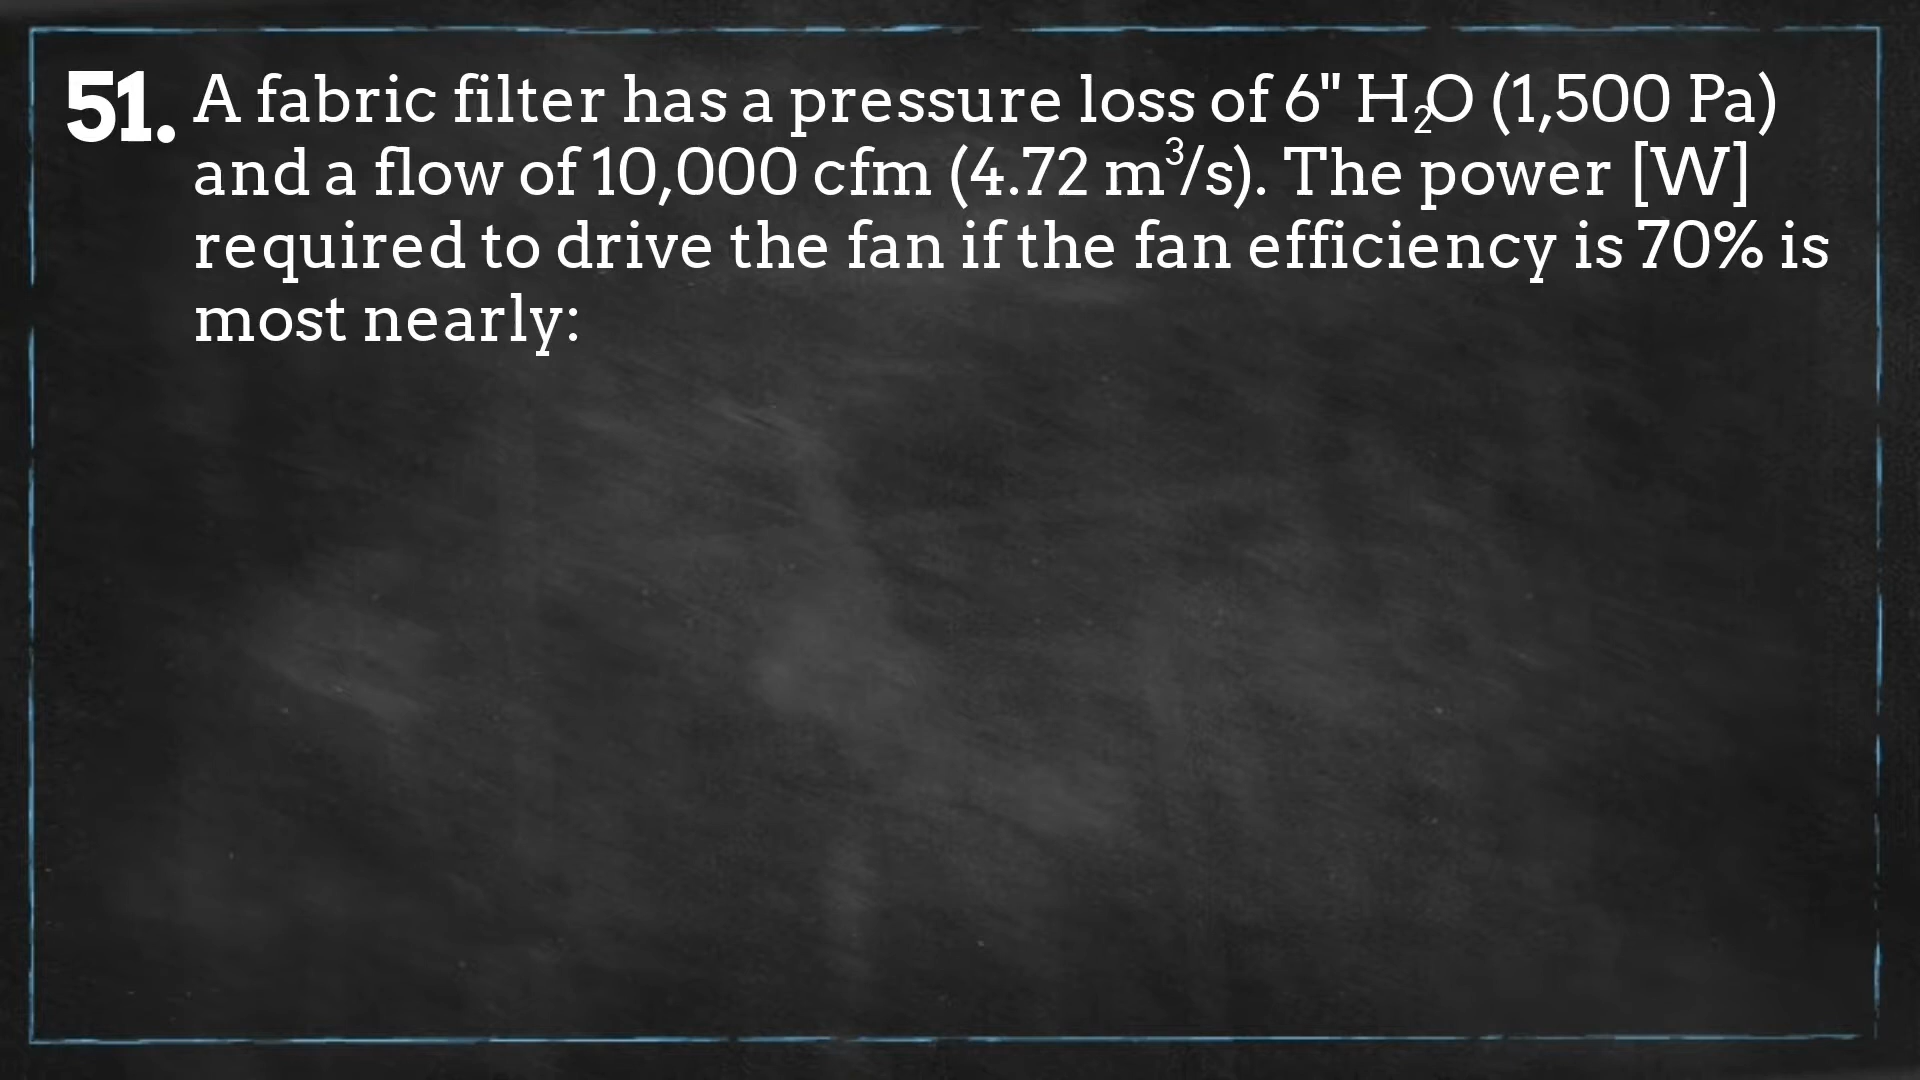 51. A fabric filter has a pressure loss of 6" H₂O (1,500 Pa)
and a flow of 10,000 cfm (4.72 m³/s). The power [W]
required to drive the fan if the fan efficiency is 70% is
most nearly: